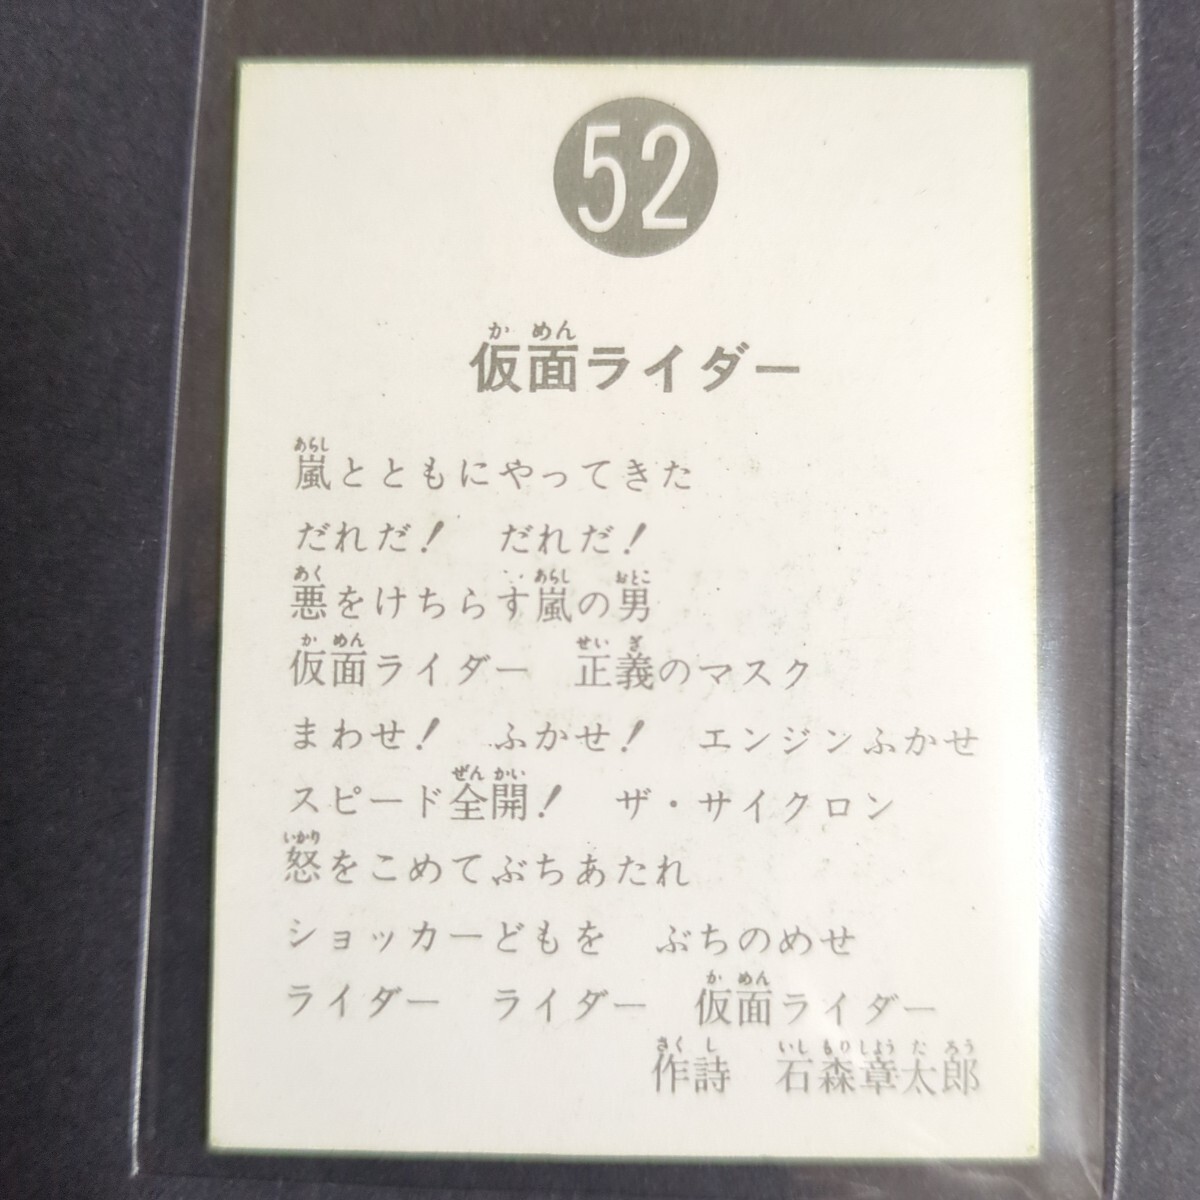 52
仮面ライダー
嵐とともにやってきた
だれだ！　だれだ！
悪をけちらす嵐の男
仮面ライダー　正義のマスク
まわせ！　ふかせ！　エンジンふかせ
スピード全開！　ザ・サイクロン
怒をこめてぶちあたれ
ショッカーどもを　ぶちのめせ
ライダー　ライダー　仮面ライダー
作詩　石森章太郎